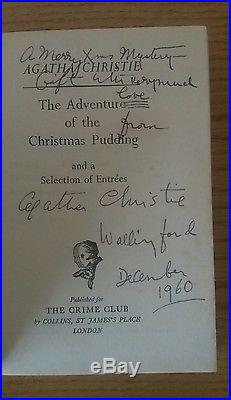 A Merry Xmas Mystery
AGATHA CHRISTIE
Gift with very much
love
The Adventure
of the
from
Christmas Pudding
and a
Selection of Entrées
Agatha Christie
Wallingford
December
1960
Published for
THE CRIME CLUB
by COLLINS, ST JAMES'S PLACE
LONDON